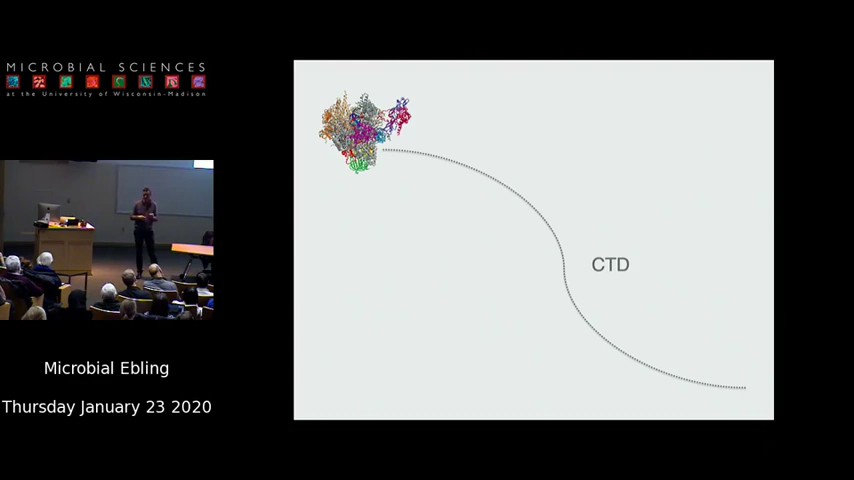 MICROBIAL SCIENCES
at the University of Wisconsin-Madison
CTD
Microbial Ebling
Thursday January 23 2020